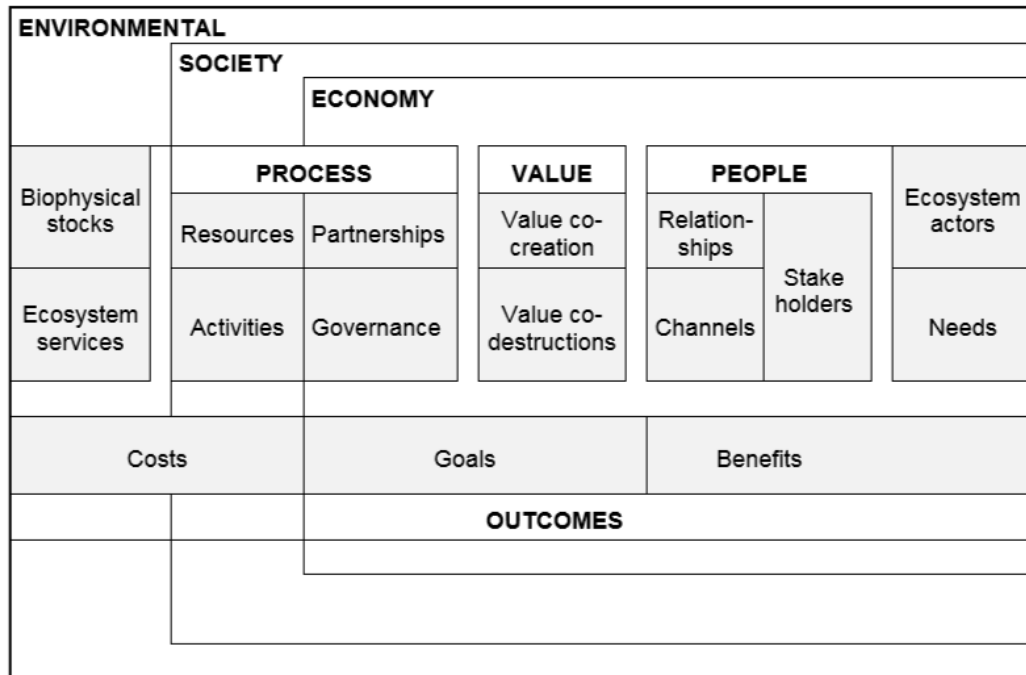 ENVIRONMENTAL
SOCIETY
ECONOMY
Biophysical
stocks
Ecosystem
services
PROCESS
Resources
Partnerships
Activities
Governance
VALUE
Value co-
creation
Value co-
destructions
PEOPLE
Relation-
ships
Channels
Stake
holders
Ecosystem
actors
Needs
Costs
Goals
Benefits
OUTCOMES